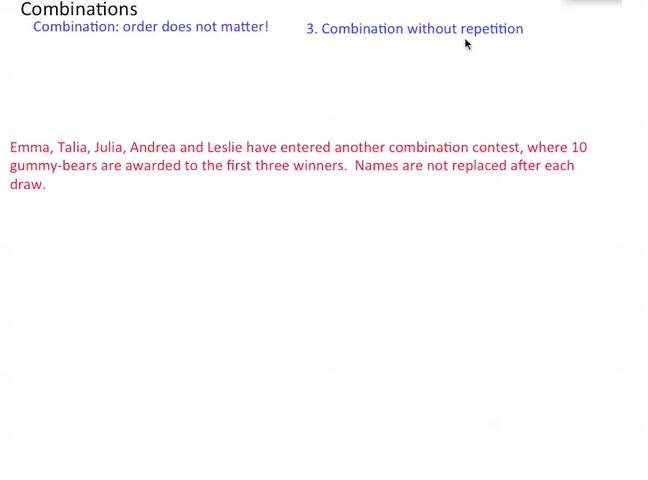 Combinations
Combination: order does not matter!
3. Combination without repetition
Emma, Talia, Julia, Andrea and Leslie have entered another combination contest, where 10
gummy-bears are awarded to the first three winners.  Names are not replaced after each
draw.